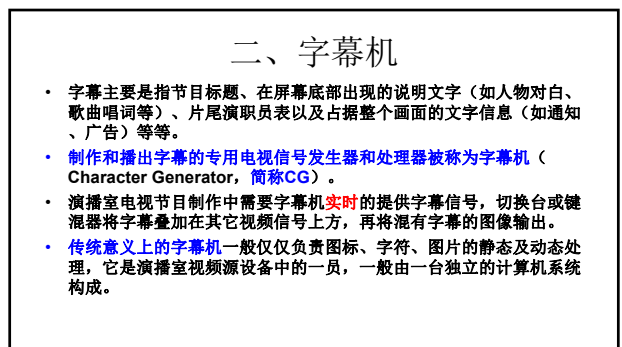 二、字幕机
• 字幕主要是指节目标题、在屏幕底部出现的说明文字（如人物对白、
歌曲唱词等）、片尾演职员表以及占据整个画面的文字信息（如通知
、广告）等等。
• 制作和播出字幕的专用电视信号发生器和处理器被称为字幕机（
Character Generator，简称CG）。
• 演播室电视节目制作中需要字幕机实时的提供字幕信号，切换台或键
混器将字幕叠加在其它视频信号上方，再将混有字幕的图像输出。
• 传统意义上的字幕机一般仅仅负责图标、字符、图片的静态及动态处
理，它是演播室视频源设备中的一员，一般由一台独立的计算机系统
构成。